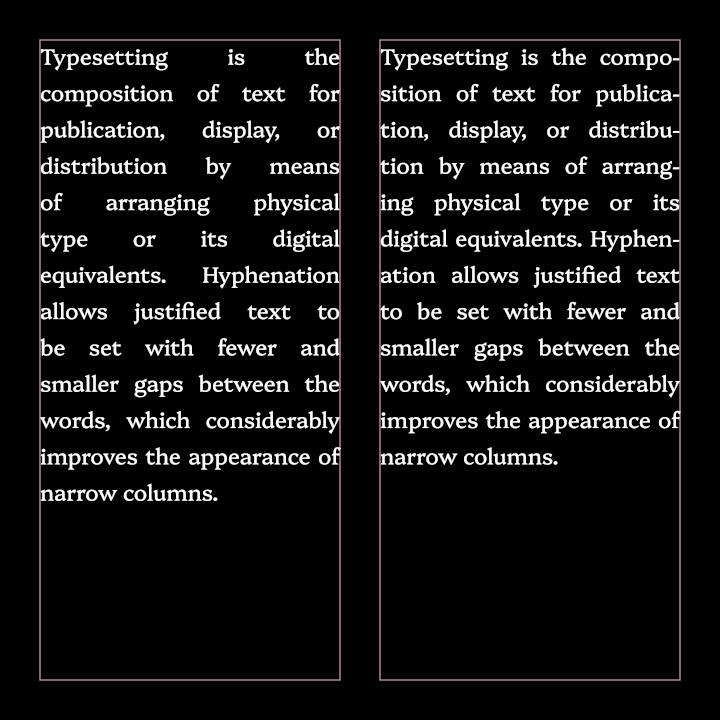 Typesetting is the
composition of text for
publication, display, or
distribution by means
of arranging physical
type or its digital
equivalents. Hyphenation
allows justified text to
be set with fewer and
smaller gaps between the
words, which considerably
improves the appearance of
narrow columns.
Typesetting is the compo-
sition of text for publica-
tion, display, or distribu-
tion by means of arrang-
ing physical type or its
digital equivalents. Hyphen-
ation allows justified text
to be set with fewer and
smaller gaps between the
words, which considerably
improves the appearance of
narrow columns.